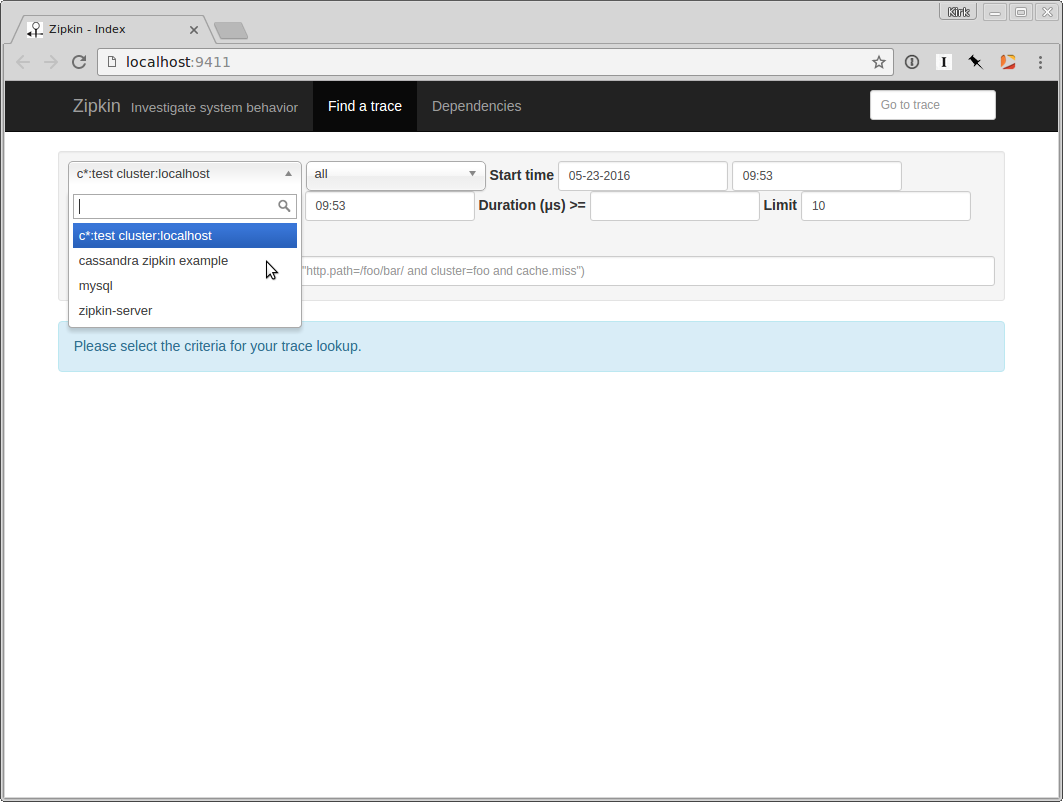 Kirk
Zipkin - Index
localhost:9411
Zipkin Investigate system behavior Find a trace Dependencies Go to trace
c*:test cluster:localhost all Start time 05-23-2016 09:53
09:53 Duration (μs) >= Limit 10
c*:test cluster:localhost
cassandra zipkin example
"http.path=/foo/bar/ and cluster=foo and cache.miss")
mysql
zipkin-server
Please select the criteria for your trace lookup.